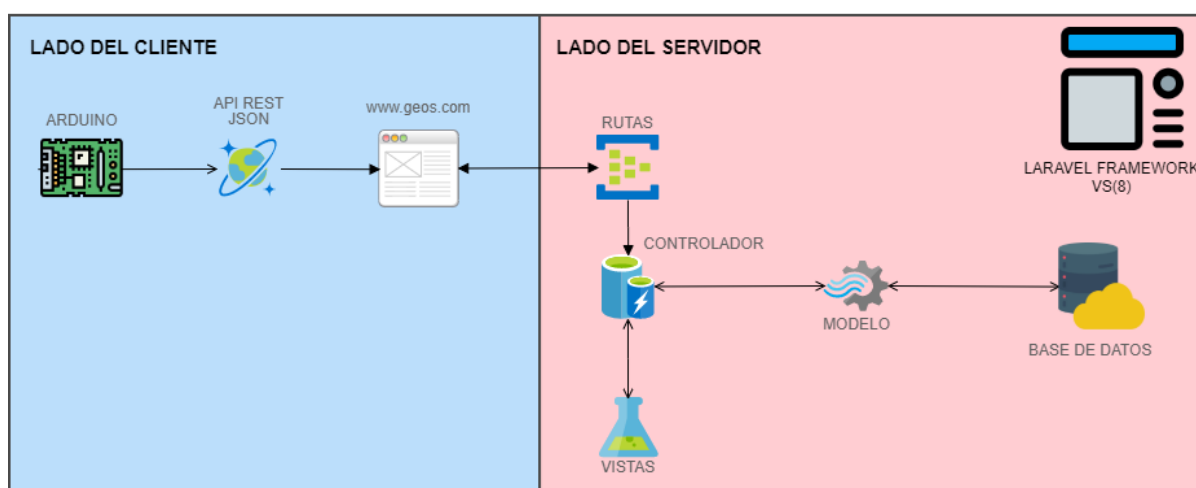 LADO DEL CLIENTE
ARDUINO
API REST
JSON
www.geos.com
LADO DEL SERVIDOR
RUTAS
LARAVEL FRAMEWORK
VS(8)
CONTROLADOR
MODELO
BASE DE DATOS
VISTAS